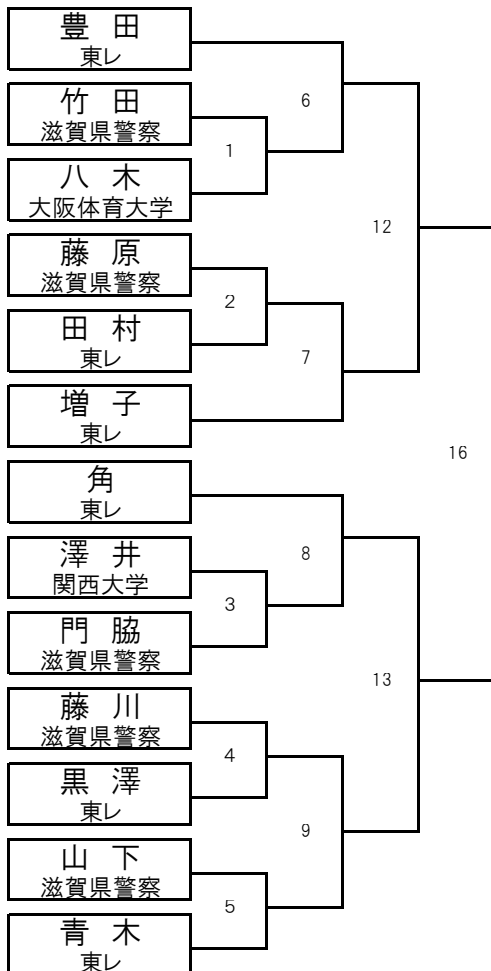 豊 田
東レ
6
竹 田
滋賀県警察
1
八 木
大阪体育大学
12
藤 原
滋賀県警察
2
田 村
東レ
7
増 子
東レ
16
角
東レ
8
澤 井
関西大学
3
門 脇
滋賀県警察
13
藤 川
滋賀県警察
4
黒 澤
東レ
9
山 下
滋賀県警察
5
青 木
東レ